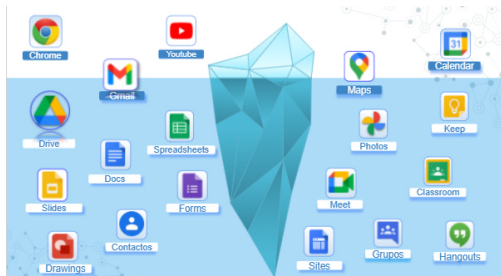 Chrome
Youtube
Gmail
Maps
31
Calendar
Drive
Docs
Spreadsheets
Photos
Keep
Slides
Forms
Meet
Classroom
Drawings
Contactos
Sites
Grupos
Hangouts